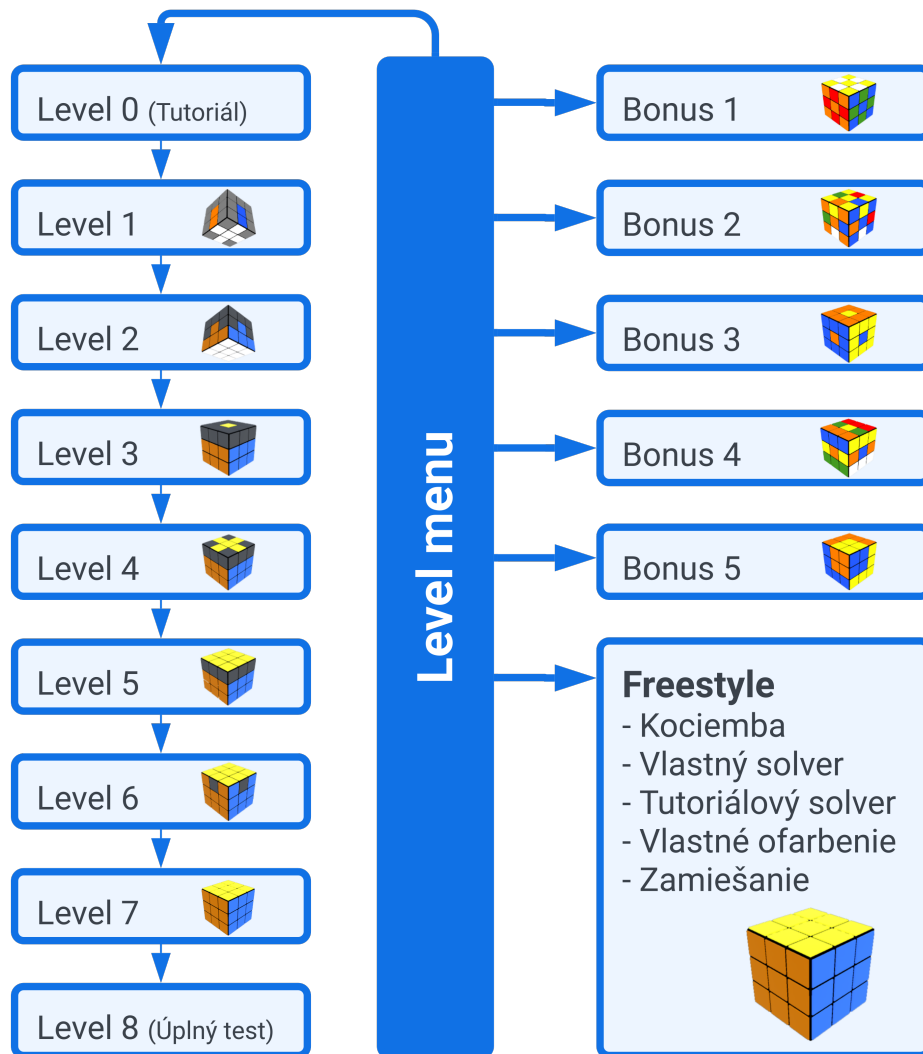 Level 0 (Tutoriál)
Level 1
Level 2
Level 3
Level 4
Level 5
Level 6
Level 7
Level 8 (Úplný test)
Level menu
Bonus 1
Bonus 2
Bonus 3
Bonus 4
Bonus 5
Freestyle
- Kociemba
- Vlastný solver
- Tutoriálový solver
- Vlastné ofarbenie
- Zamiešanie